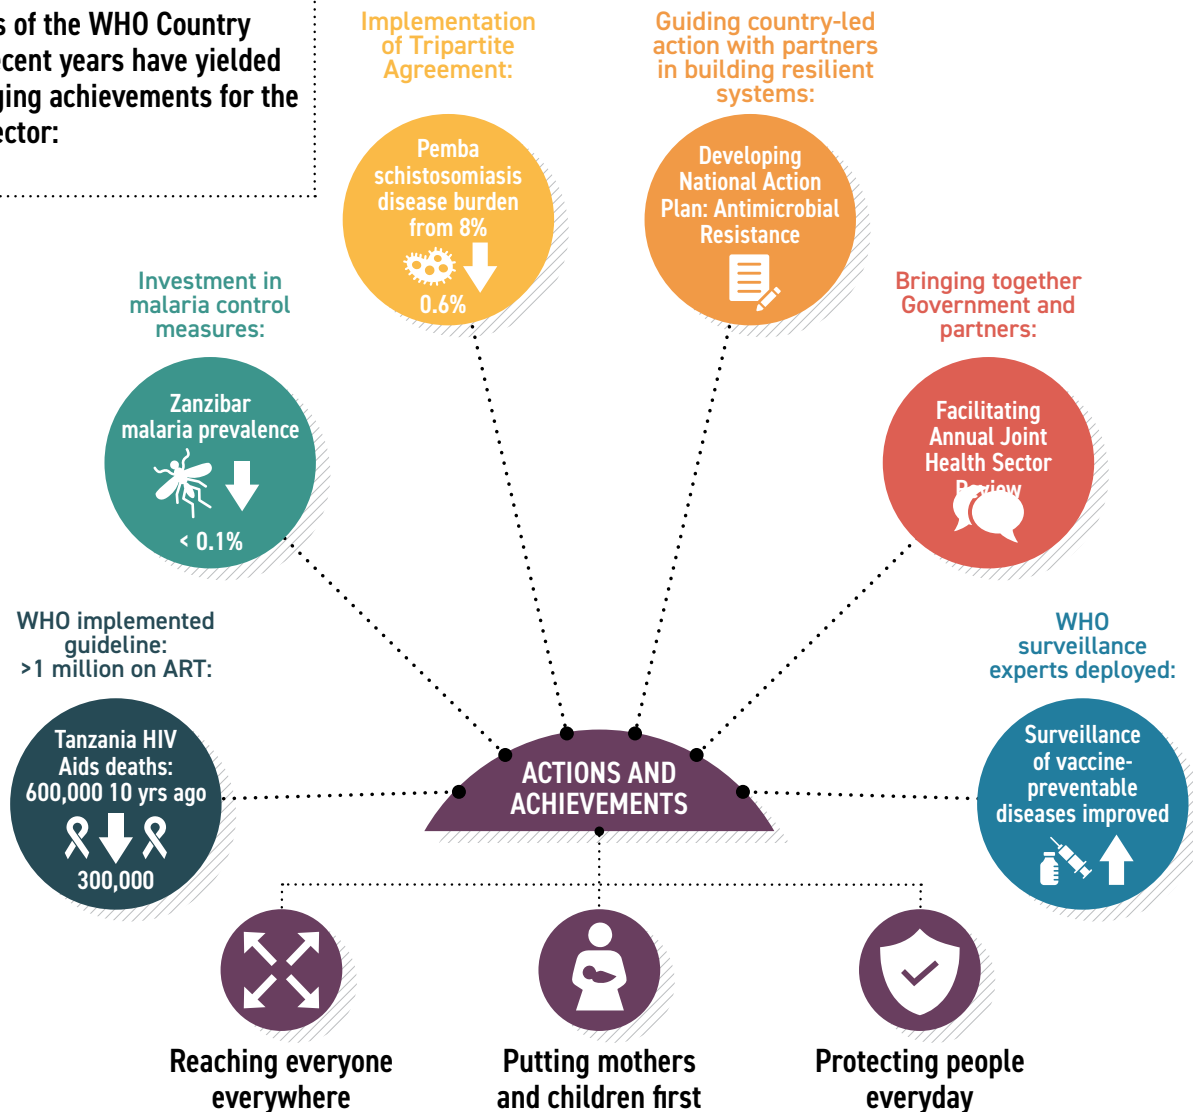 s of the WHO Country
ecent years have yielded
ging achievements for the
ector:
Implementation
of Tripartite
Agreement:
Pemba
schistosomiasis
disease burden
from 8%
0.6%
Guiding country-led
action with partners
in building resilient
systems:
Developing
National Action
Plan: Antimicrobial
Resistance
Investment in
malaria control
measures:
Zanzibar
malaria prevalence
< 0.1%
Bringing together
Government and
partners:
Facilitating
Annual Joint
Health Sector
Review
WHO implemented
guideline:
>1 million on ART:
Tanzania HIV
Aids deaths:
600,000 10 yrs ago
300,000
WHO
surveillance
experts deployed:
Surveillance
of vaccine-
preventable
diseases improved
ACTIONS AND
ACHIEVEMENTS
Reaching everyone
everywhere
Putting mothers
and children first
Protecting people
everyday